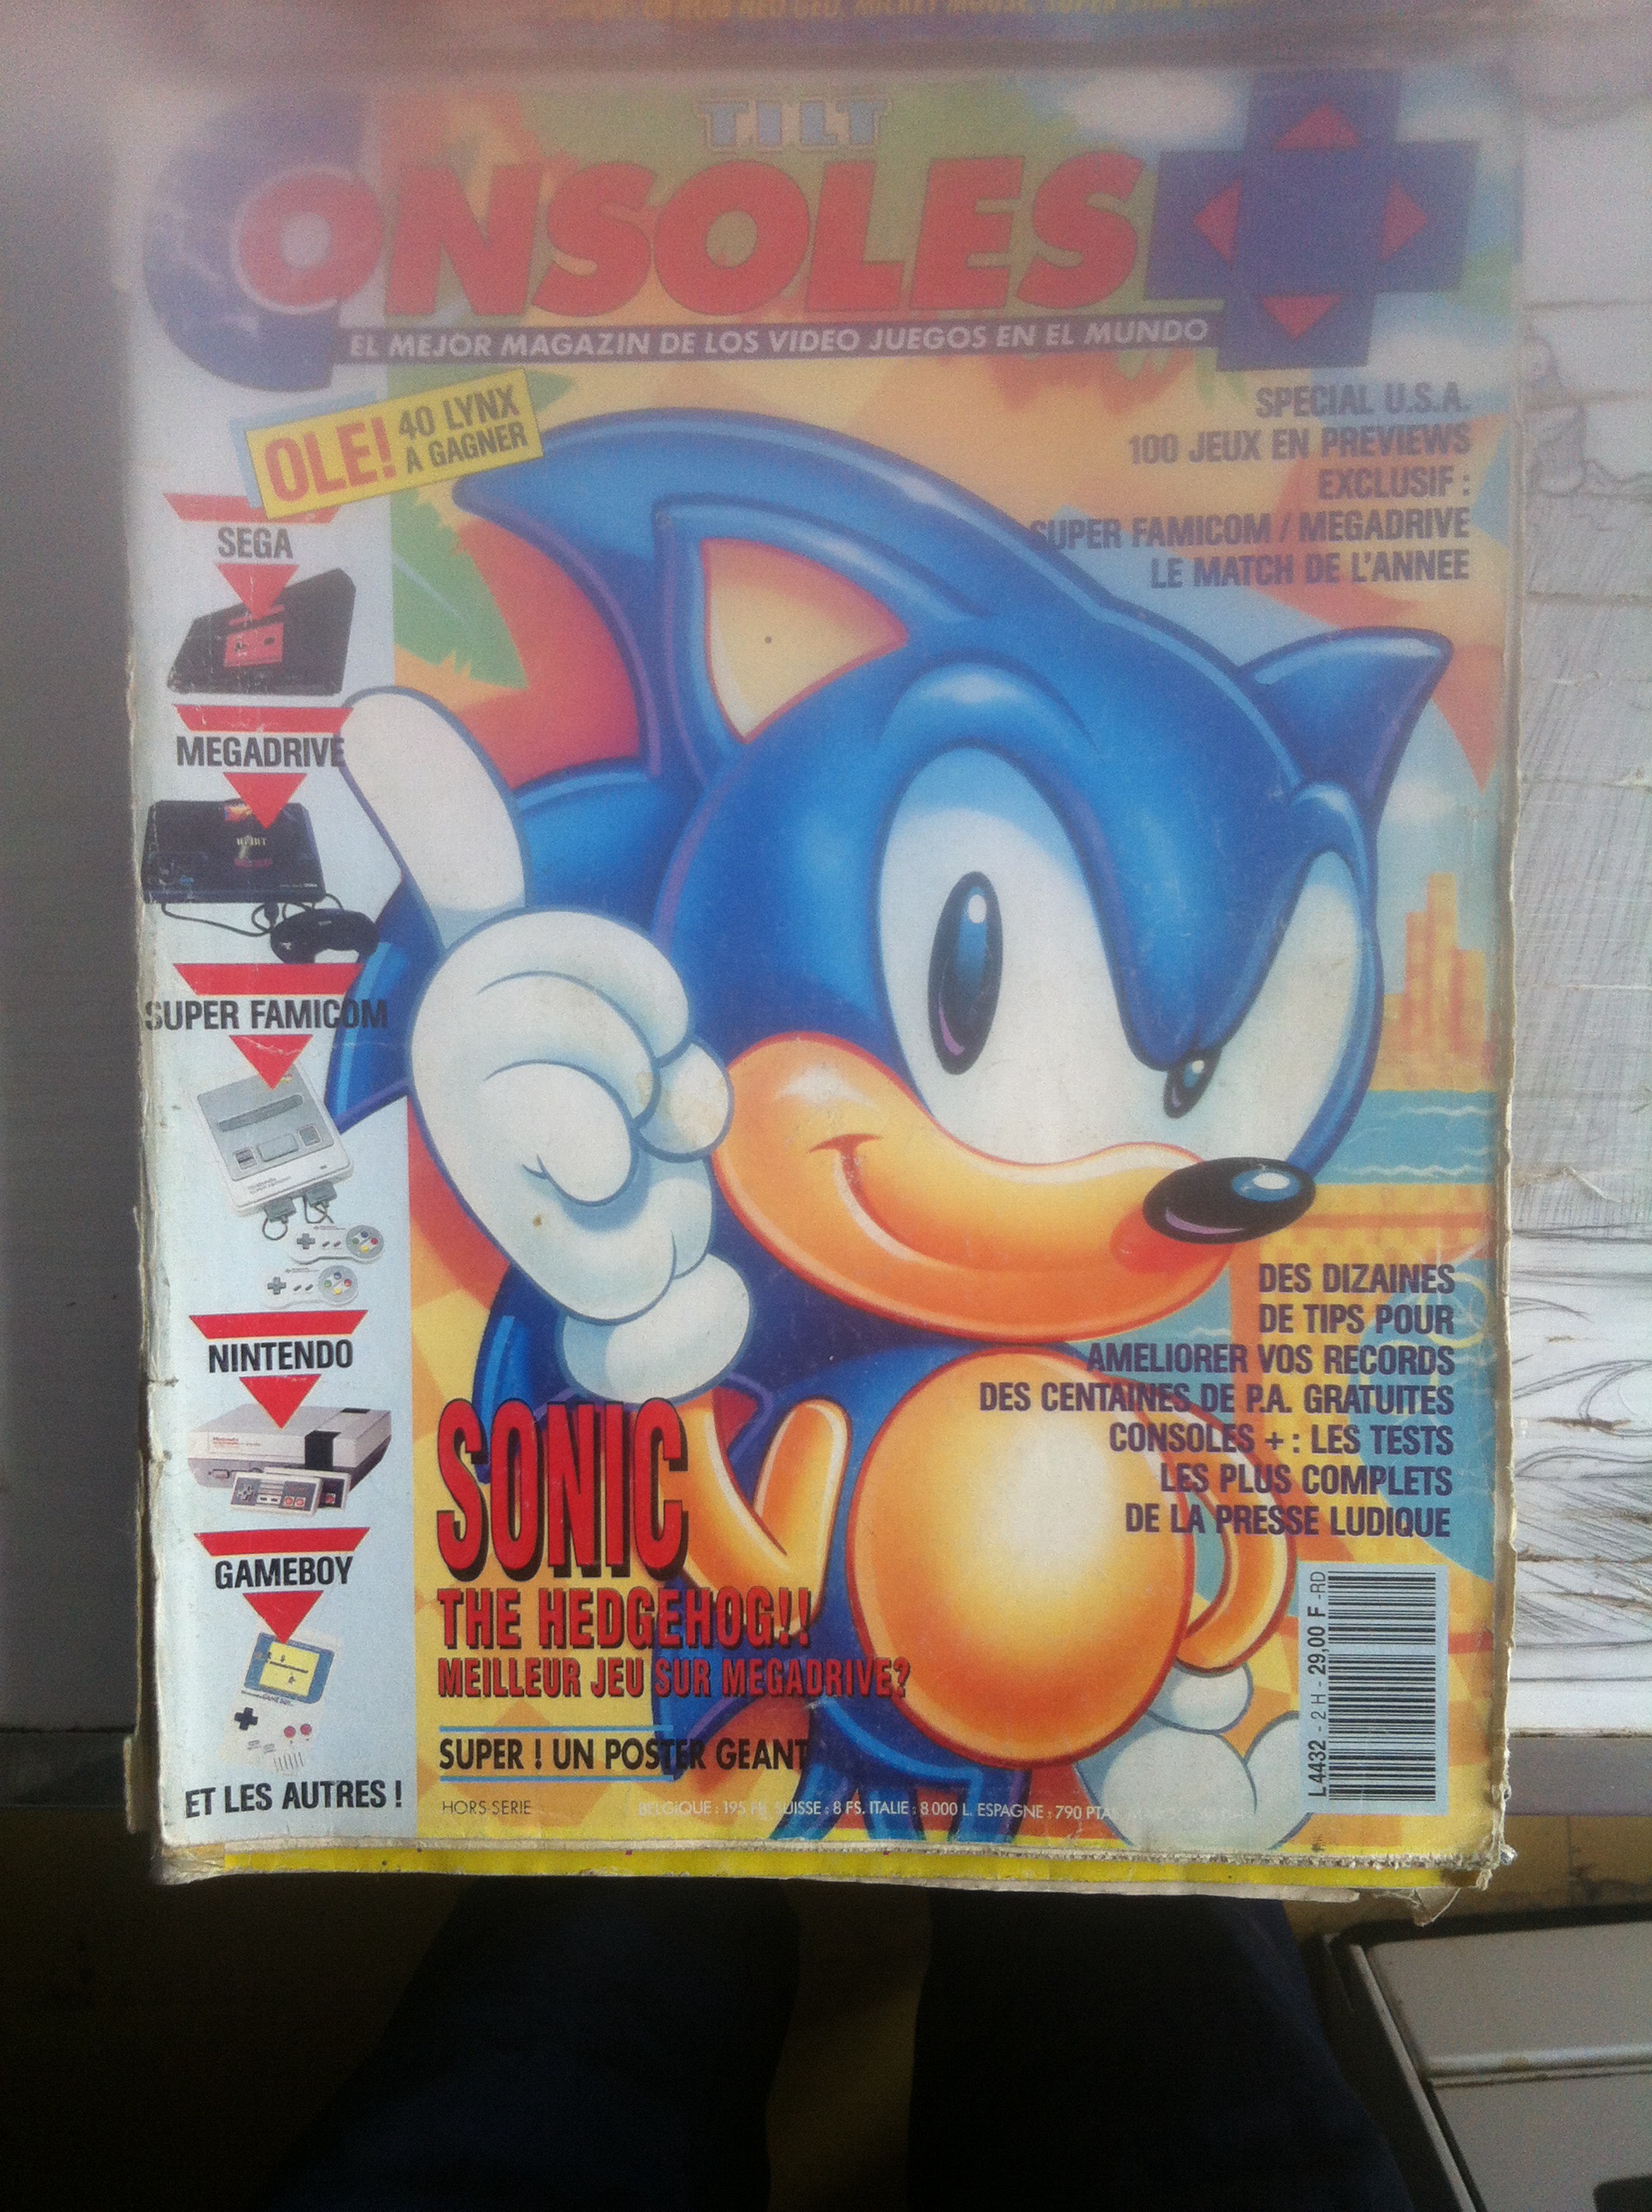 TILT
CONSOLES
EL MEJOR MAGAZIN DE LOS VIDEO JUEGOS EN EL MUNDO
OLE! 40 LYNX
A GAGNER
SPECIAL U.S.A.
100 JEUX EN PREVIEWS
EXCLUSIF :
SUPER FAMICOM / MEGADRIVE
LE MATCH DE L'ANNEE
SEGA
MEGADRIVE
16-BIT
SUPER FAMICOM
NINTENDO
GAMEBOY
ET LES AUTRES !
DES DIZAINES
DE TIPS POUR
AMELIORER VOS RECORDS
DES CENTAINES DE P.A. GRATUITES
CONSOLES + : LES TESTS
LES PLUS COMPLETS
DE LA PRESSE LUDIQUE
SONIC
THE HEDGEHOG!!
MEILLEUR JEU SUR MEGADRIVE?
SUPER ! UN POSTER GEANT
HORS SERIE
BELGIQUE : 195 FB, SUISSE : 8 FS. ITALIE : 8 000 L. ESPAGNE : 790 PTA
L4432 - 2 H - 29,00 F -RD